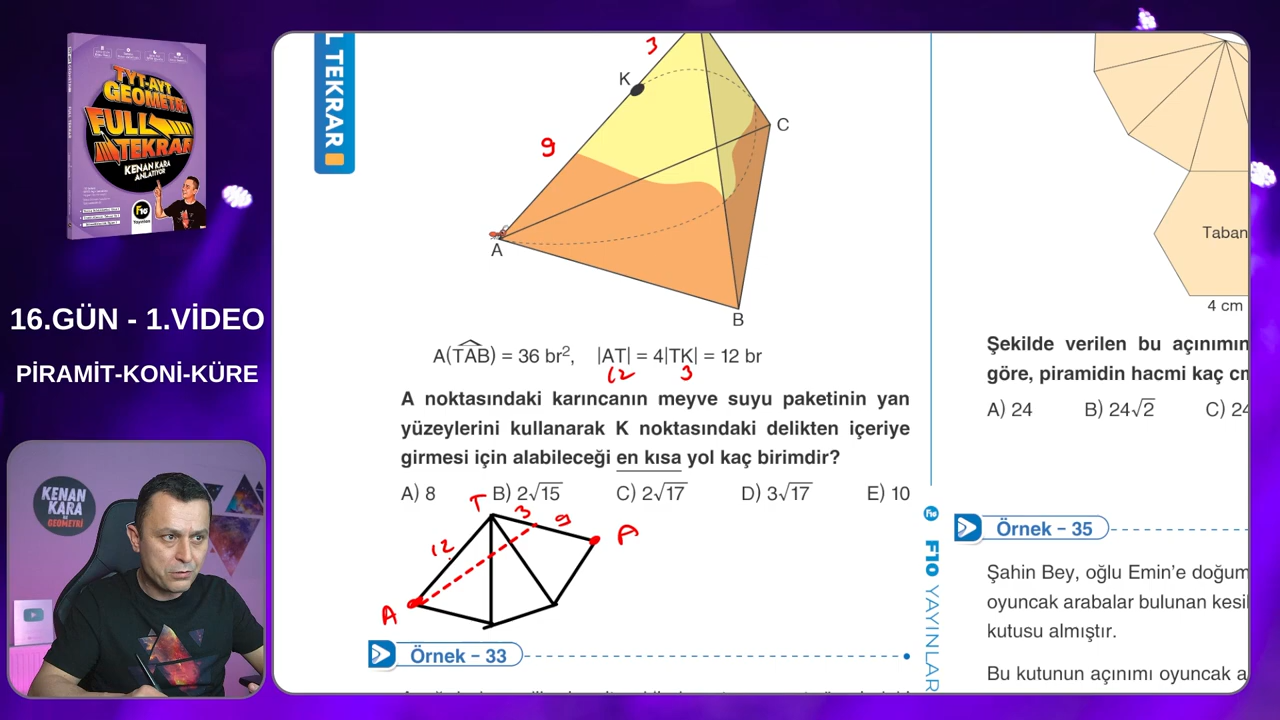 TYT-AYT
GEOMETRİ
FULL
TEKRAR
KENAN KARA
ANLATIYOR
F10
Yayınları
16.GÜN - 1.VİDEO
PİRAMİT-KONİ-KÜRE
KENAN
KARA
GEOMETRİ
L TEKRAR
3
K
9
C
A
B
A(TAB) = 36 br², |AT| = 4|TK| = 12 br
12 3
A noktasındaki karıncanın meyve suyu paketinin yan
yüzeylerini kullanarak K noktasındaki delikten içeriye
girmesi için alabileceği en kısa yol kaç birimdir?
A) 8 B) 2√15 C) 2√17 D) 3√17 E) 10
T
3
9
A
12
A
Örnek – 33
F10 YAYINLAR
Taban
4 cm
Şekilde verilen bu açınımın
göre, piramidin hacmi kaç cm
A) 24 B) 24√2 C) 24
Örnek – 35
Şahin Bey, oğlu Emin'e doğum
oyuncak arabalar bulunan kesil
kutusu almıştır.
Bu kutunun açınımı oyuncak a